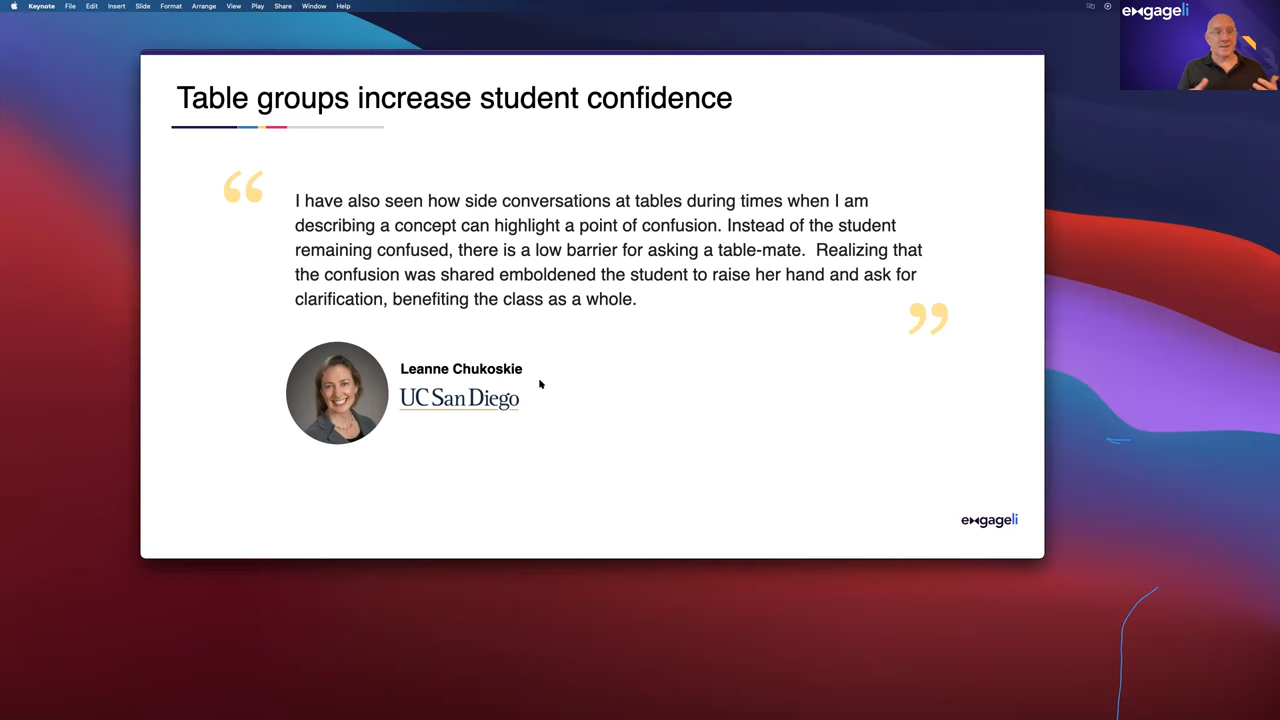 Keynote File Edit Insert Slide Format Arrange View Play Share Window Help
engageli
Table groups increase student confidence
“
I have also seen how side conversations at tables during times when I am
describing a concept can highlight a point of confusion. Instead of the student
remaining confused, there is a low barrier for asking a table-mate.  Realizing that
the confusion was shared emboldened the student to raise her hand and ask for
clarification, benefiting the class as a whole.
”
Leanne Chukoskie
UC San Diego
engageli